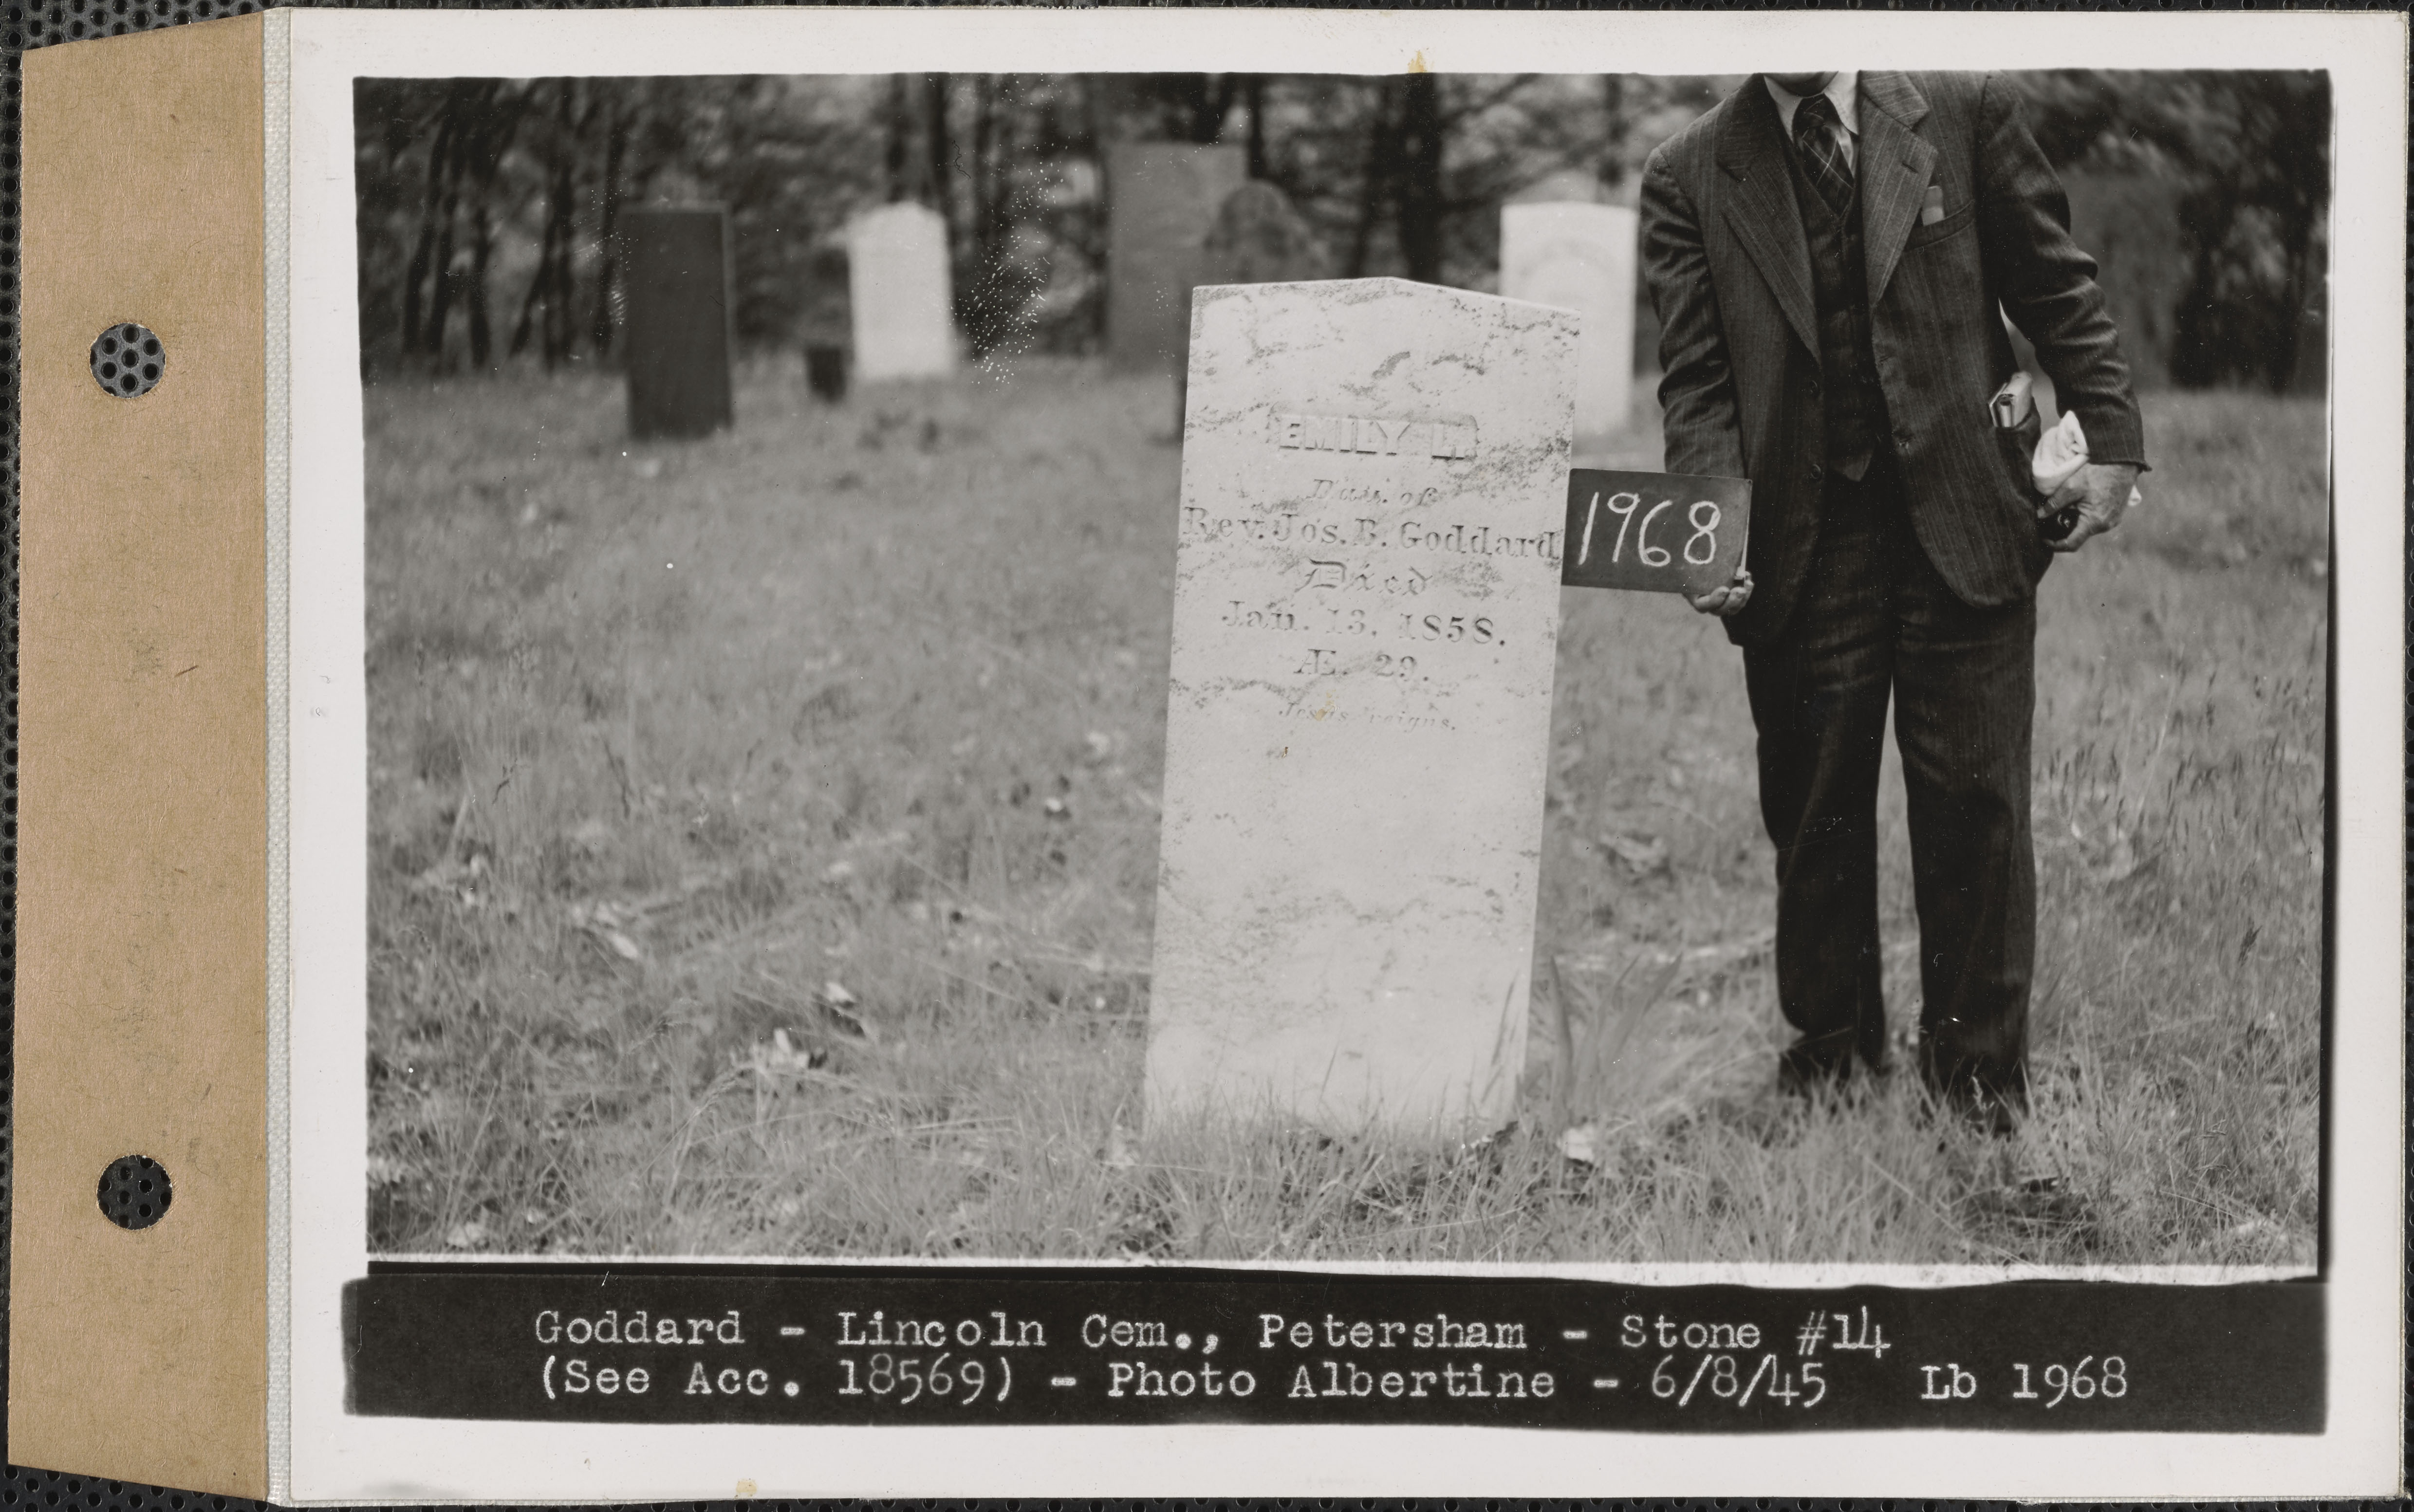 EMILY L.
Dau. of
Rev. Jos. B. Goddard
Died
Jan. 13, 1858.
Æ. 29.
Jesus reigns.
1968
Goddard - Lincoln Cem., Petersham - Stone #14
(See Acc. 18569) - Photo Albertine - 6/8/45 Lb 1968